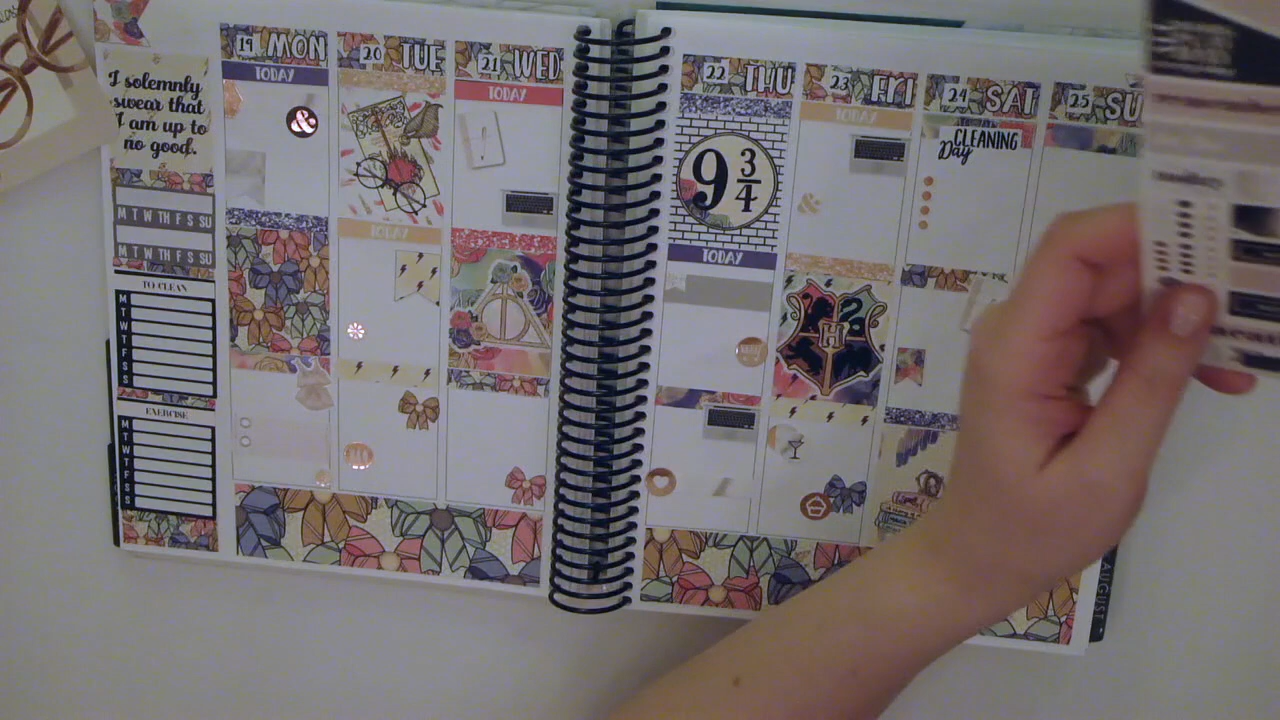 I solemnly
swear that
I am up to
no good.
M T W TH F S SU
M T W TH F S SU
TO CLEAN
M
T
W
T
F
S
S
EXERCISE
M
T
W
T
F
S
S
19 MON
TODAY
&
20 TUE
TODAY
21 WED
TODAY
22 THU
9 3/4
TODAY
23 FRI
TODAY
&
H
24 SAT
CLEANING
Day
25 SU
AUGUST